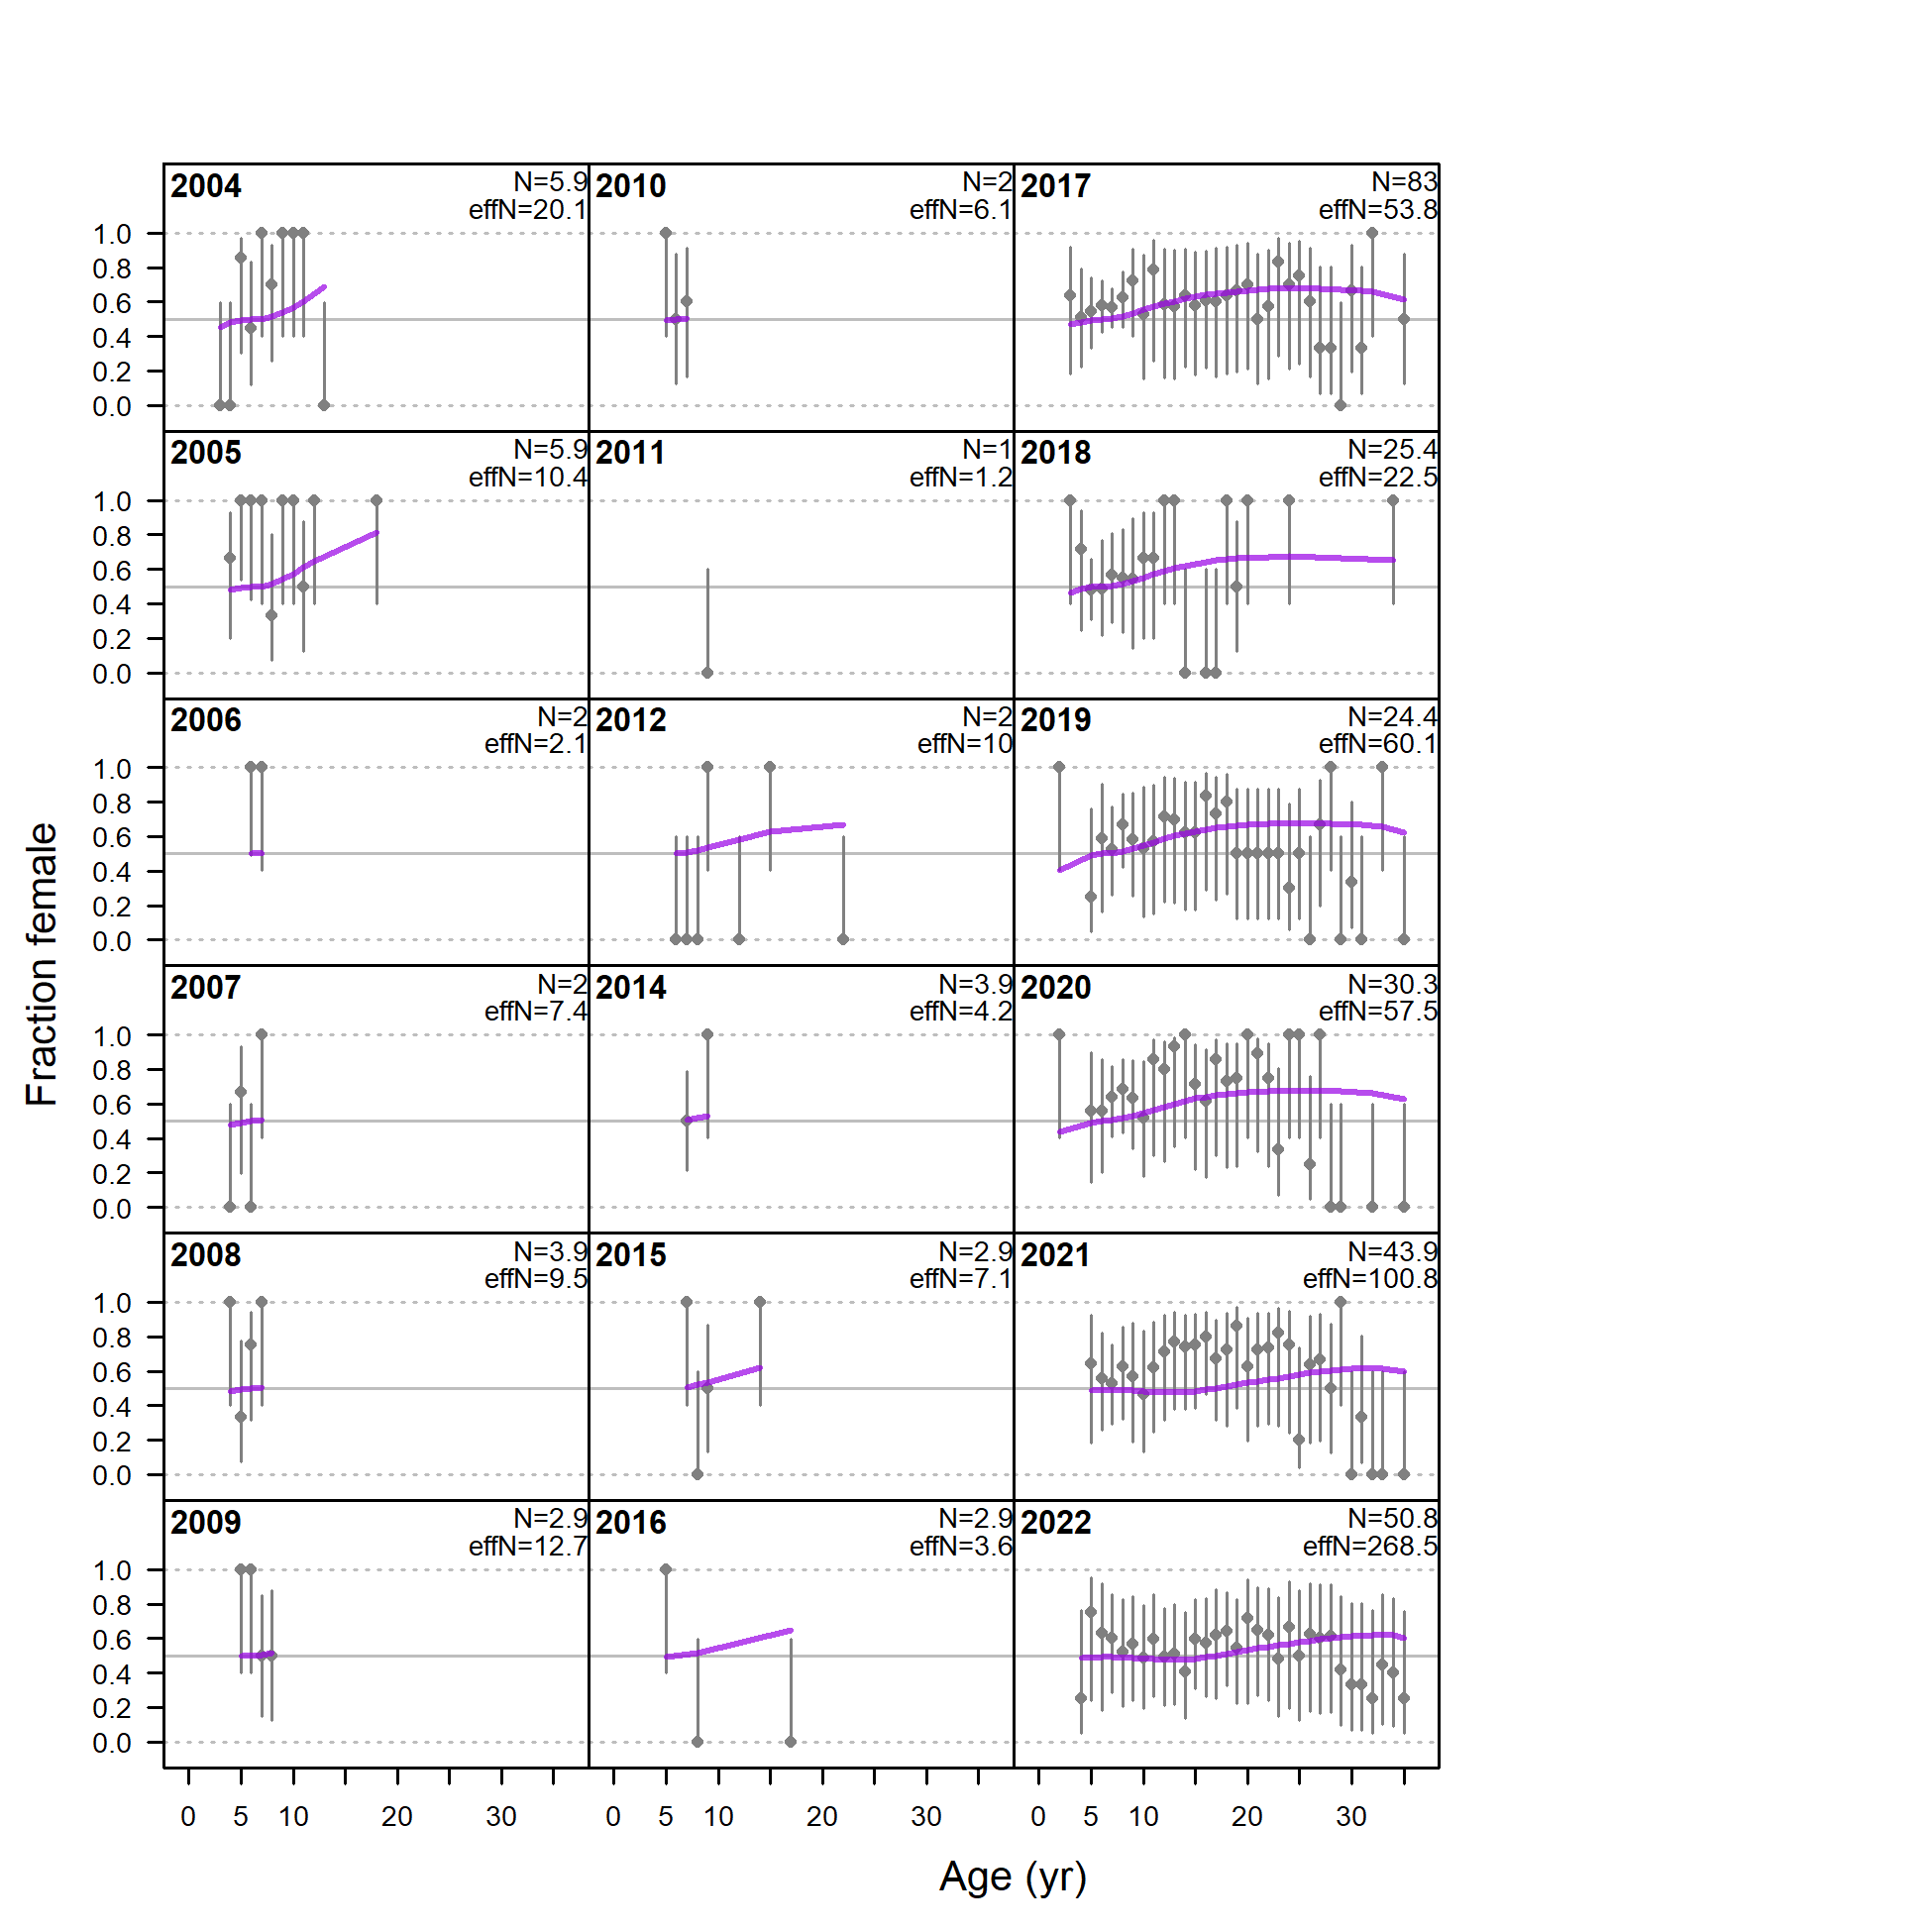 2004 N=5.9 2010 N=2 2017 N=83
effN=20.1 effN=6.1 effN=53.8
1.0
0.8
0.6
0.4
0.2
0.0
2005 N=5.9 2011 N=1 2018 N=25.4
effN=10.4 effN=1.2 effN=22.5
1.0
0.8
0.6
0.4
0.2
0.0
2006 N=2 2012 N=2 2019 N=24.4
effN=2.1 effN=10 effN=60.1
1.0
0.8
0.6
0.4
0.2
0.0
2007 N=2 2014 N=3.9 2020 N=30.3
effN=7.4 effN=4.2 effN=57.5
1.0
0.8
0.6
0.4
0.2
0.0
2008 N=3.9 2015 N=2.9 2021 N=43.9
effN=9.5 effN=7.1 effN=100.8
1.0
0.8
0.6
0.4
0.2
0.0
2009 N=2.9 2016 N=2.9 2022 N=50.8
effN=12.7 effN=3.6 effN=268.5
1.0
0.8
0.6
0.4
0.2
0.0
0 5 10 20 30 0 5 10 20 30 0 5 10 20 30
Age (yr)
Fraction female